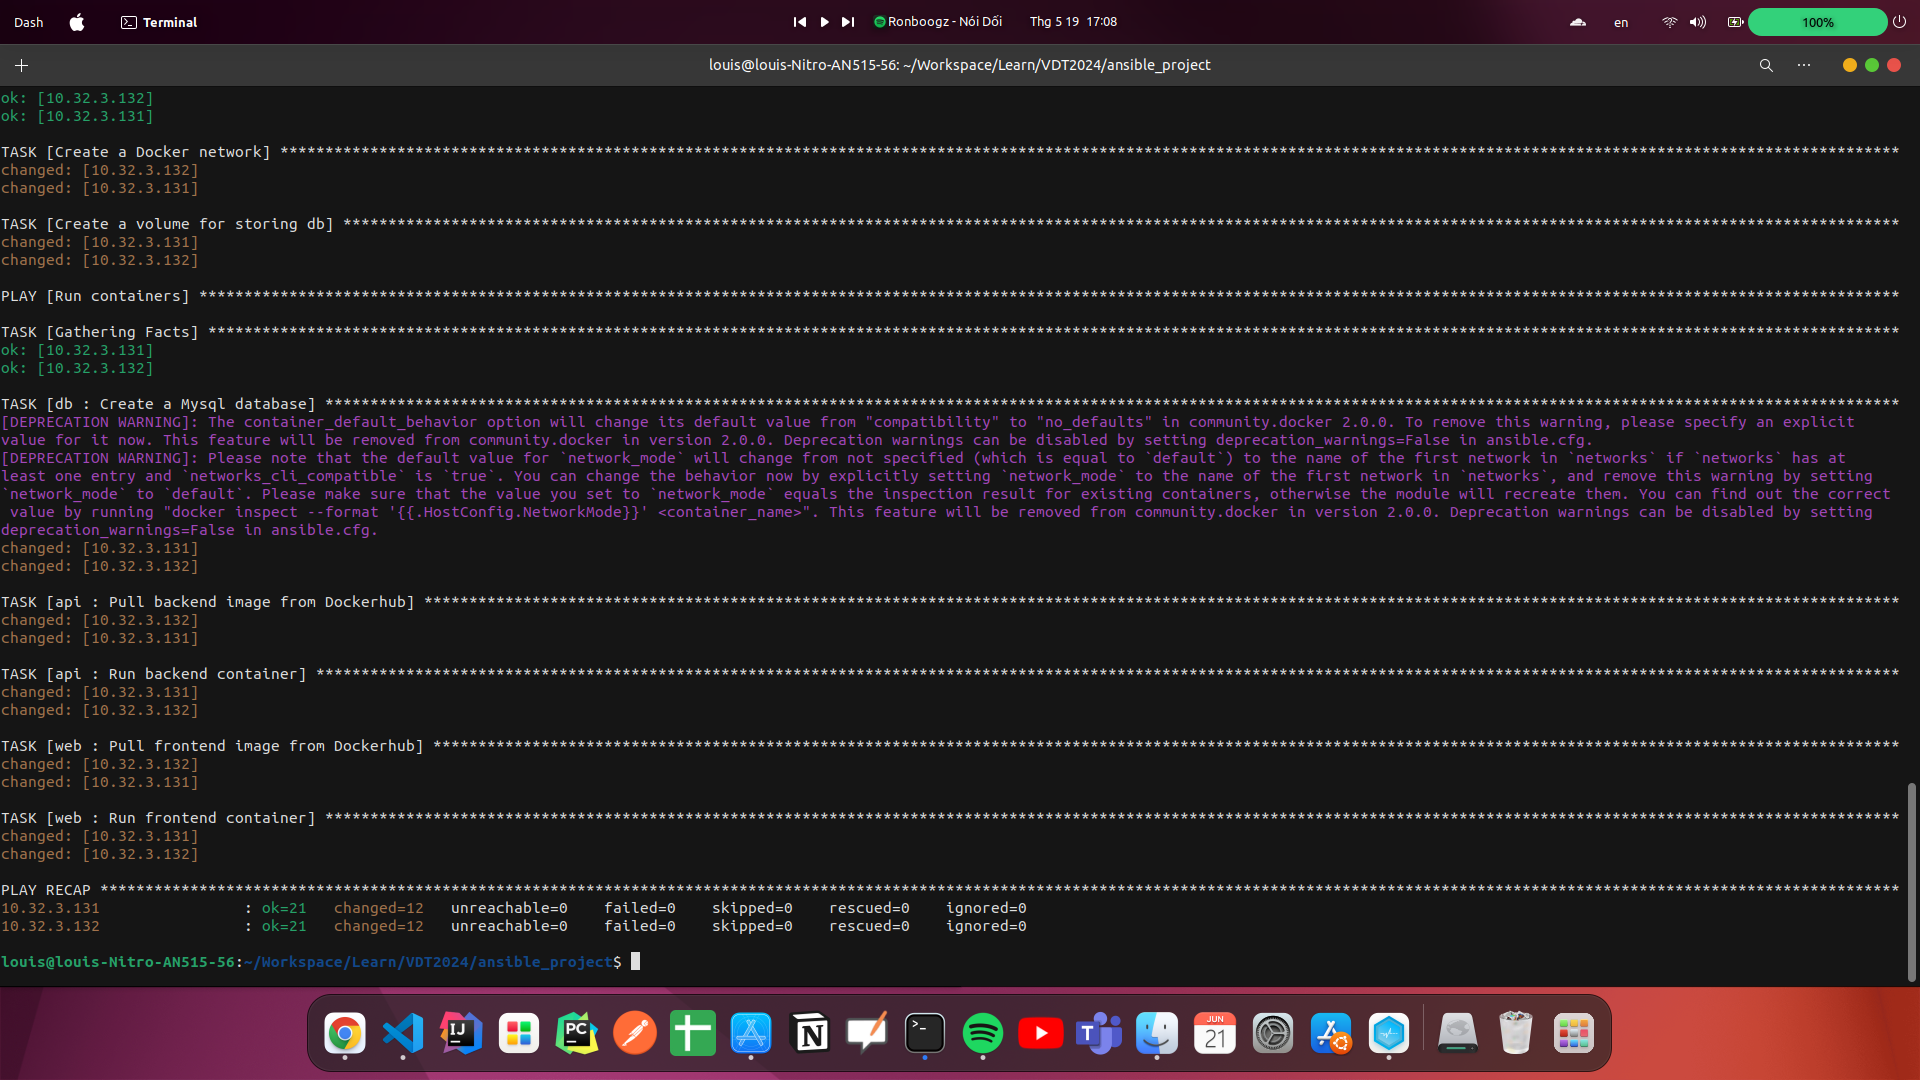 Dash Terminal Ronboogz - Nói Dối Thg 5 19 17:08 en 100%
louis@louis-Nitro-AN515-56: ~/Workspace/Learn/VDT2024/ansible_project
ok: [10.32.3.132]
ok: [10.32.3.131]
TASK [Create a Docker network] ************************************************************************************************************************************************************************************
changed: [10.32.3.132]
changed: [10.32.3.131]
TASK [Create a volume for storing db] *****************************************************************************************************************************************************************************
changed: [10.32.3.131]
changed: [10.32.3.132]
PLAY [Run containers] *********************************************************************************************************************************************************************************************
TASK [Gathering Facts] ********************************************************************************************************************************************************************************************
ok: [10.32.3.131]
ok: [10.32.3.132]
TASK [db : Create a Mysql database] *******************************************************************************************************************************************************************************
[DEPRECATION WARNING]: The container_default_behavior option will change its default value from "compatibility" to "no_defaults" in community.docker 2.0.0. To remove this warning, please specify an explicit
value for it now. This feature will be removed from community.docker in version 2.0.0. Deprecation warnings can be disabled by setting deprecation_warnings=False in ansible.cfg.
[DEPRECATION WARNING]: Please note that the default value for `network_mode` will change from not specified (which is equal to `default`) to the name of the first network in `networks` if `networks` has at
least one entry and `networks_cli_compatible` is `true`. You can change the behavior now by explicitly setting `network_mode` to the name of the first network in `networks`, and remove this warning by setting
`network_mode` to `default`. Please make sure that the value you set to `network_mode` equals the inspection result for existing containers, otherwise the module will recreate them. You can find out the correct
value by running "docker inspect --format '{{.HostConfig.NetworkMode}}' <container_name>". This feature will be removed from community.docker in version 2.0.0. Deprecation warnings can be disabled by setting
deprecation_warnings=False in ansible.cfg.
changed: [10.32.3.131]
changed: [10.32.3.132]
TASK [api : Pull backend image from Dockerhub] ********************************************************************************************************************************************************************
changed: [10.32.3.132]
changed: [10.32.3.131]
TASK [api : Run backend container] ********************************************************************************************************************************************************************************
changed: [10.32.3.131]
changed: [10.32.3.132]
TASK [web : Pull frontend image from Dockerhub] *******************************************************************************************************************************************************************
changed: [10.32.3.132]
changed: [10.32.3.131]
TASK [web : Run frontend container] *******************************************************************************************************************************************************************************
changed: [10.32.3.131]
changed: [10.32.3.132]
PLAY RECAP ********************************************************************************************************************************************************************************************************
10.32.3.131 : ok=21 changed=12 unreachable=0 failed=0 skipped=0 rescued=0 ignored=0
10.32.3.132 : ok=21 changed=12 unreachable=0 failed=0 skipped=0 rescued=0 ignored=0
louis@louis-Nitro-AN515-56:~/Workspace/Learn/VDT2024/ansible_project$
IJ PC N >_ T JUN
21